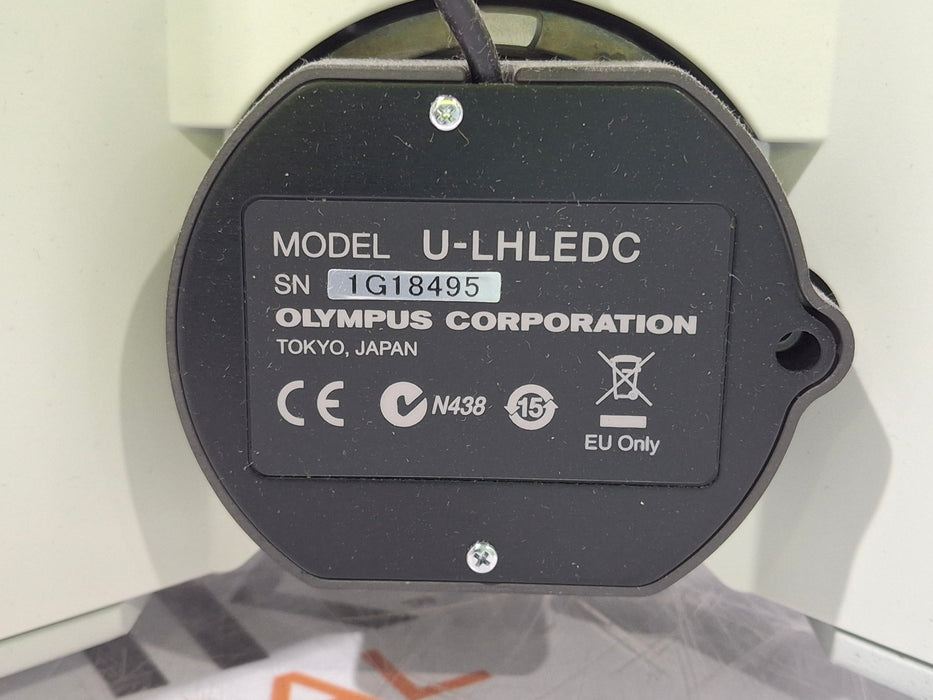 MODEL U-LHLEDC
SN 1G18495
OLYMPUS CORPORATION
TOKYO, JAPAN
CE N438 15
EU Only